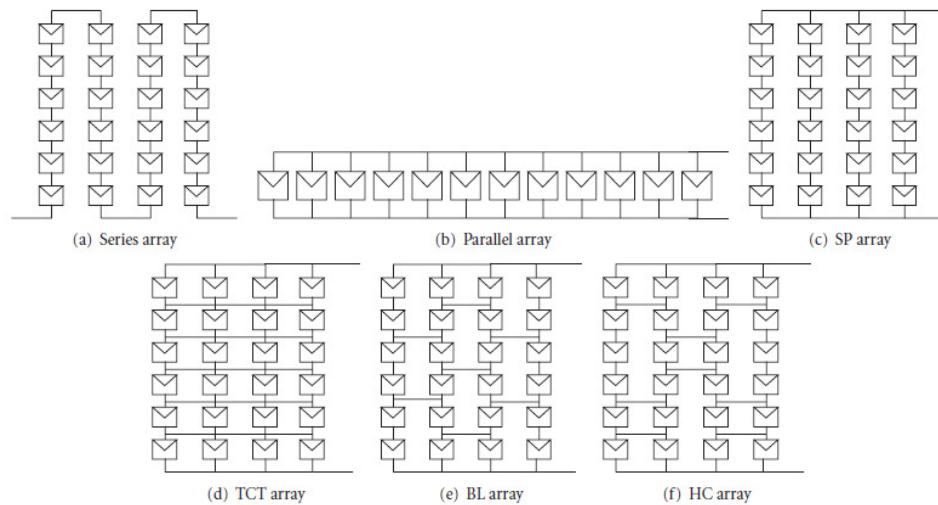 (a) Series array
(b) Parallel array
(c) SP array
(d) TCT array
(e) BL array
(f) HC array